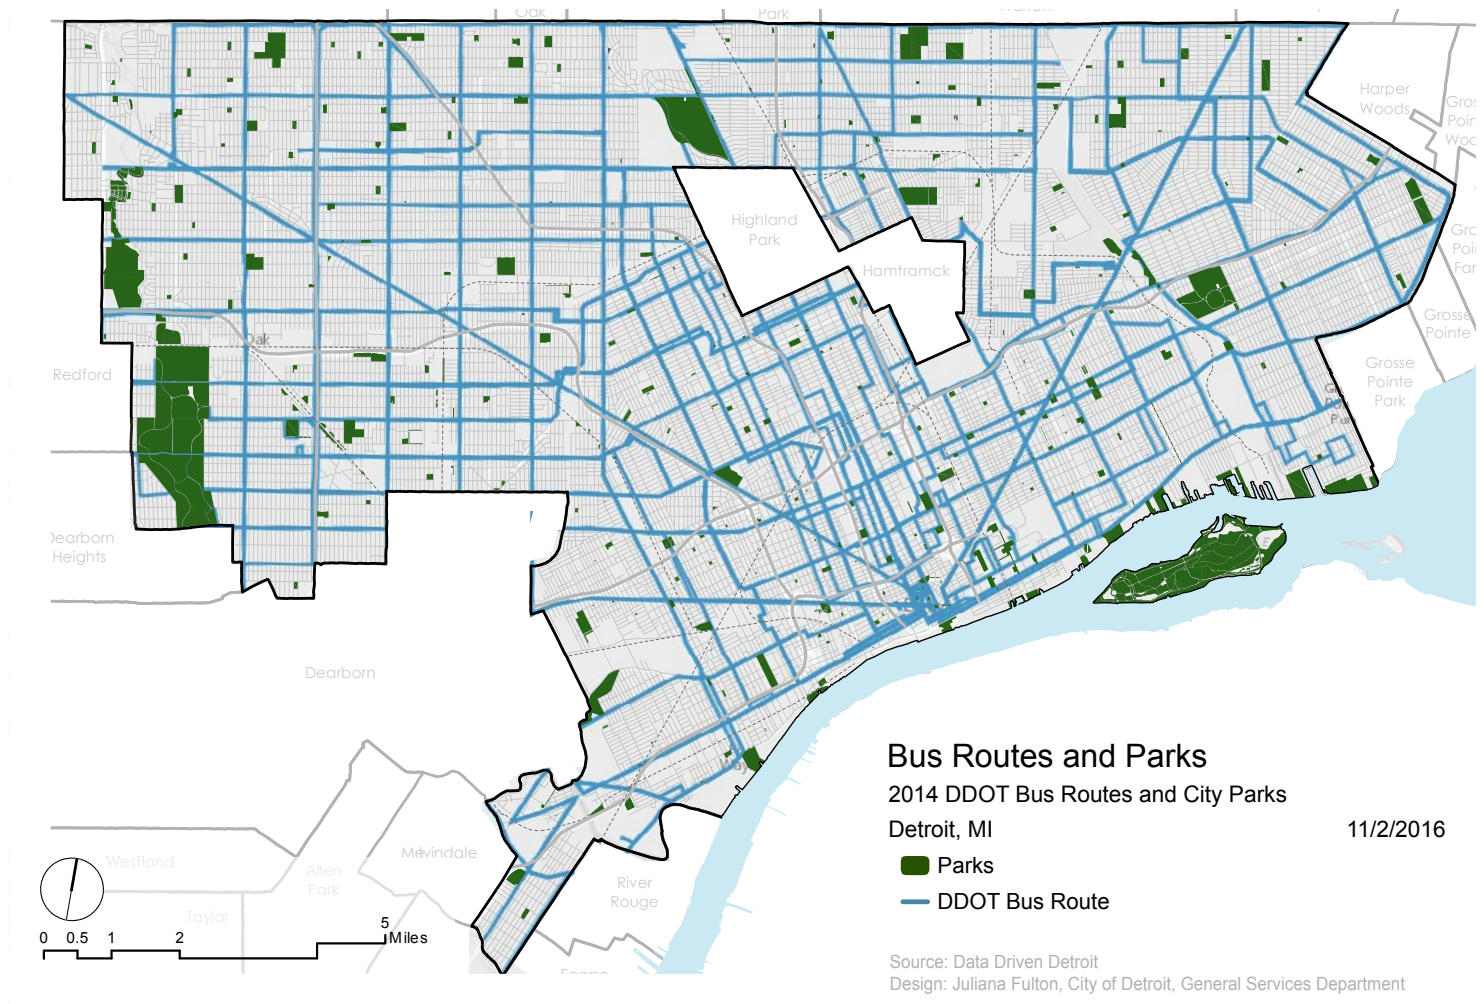 Oak
Park
Harper
Woods
Highland
Park
Hamtramck
Oak
Redford
Grosse
Pointe
Grosse
Pointe
Park
Dearborn
Heights
Dearborn
Bus Routes and Parks
2014 DDOT Bus Routes and City Parks
Detroit, MI
11/2/2016
Parks
DDOT Bus Route
Westland
Allen
Park
Melvindale
Taylor
River
Rouge
0 0.5 1 2 5
Miles
Source: Data Driven Detroit
Design: Juliana Fulton, City of Detroit, General Services Department